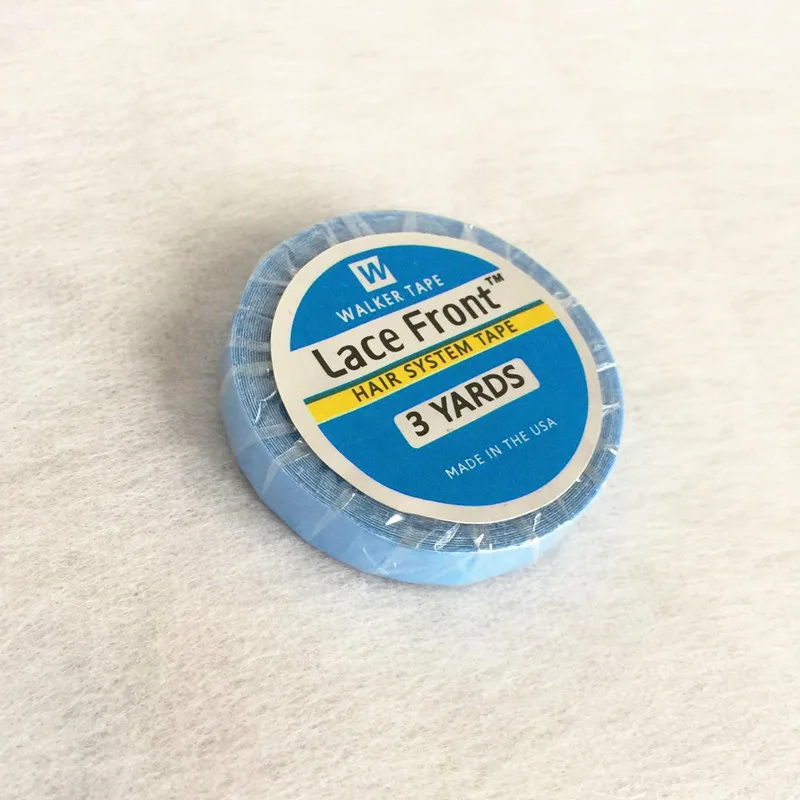 W
WALKER TAPE
Lace Front™
HAIR SYSTEM TAPE
3 YARDS
MADE IN THE USA